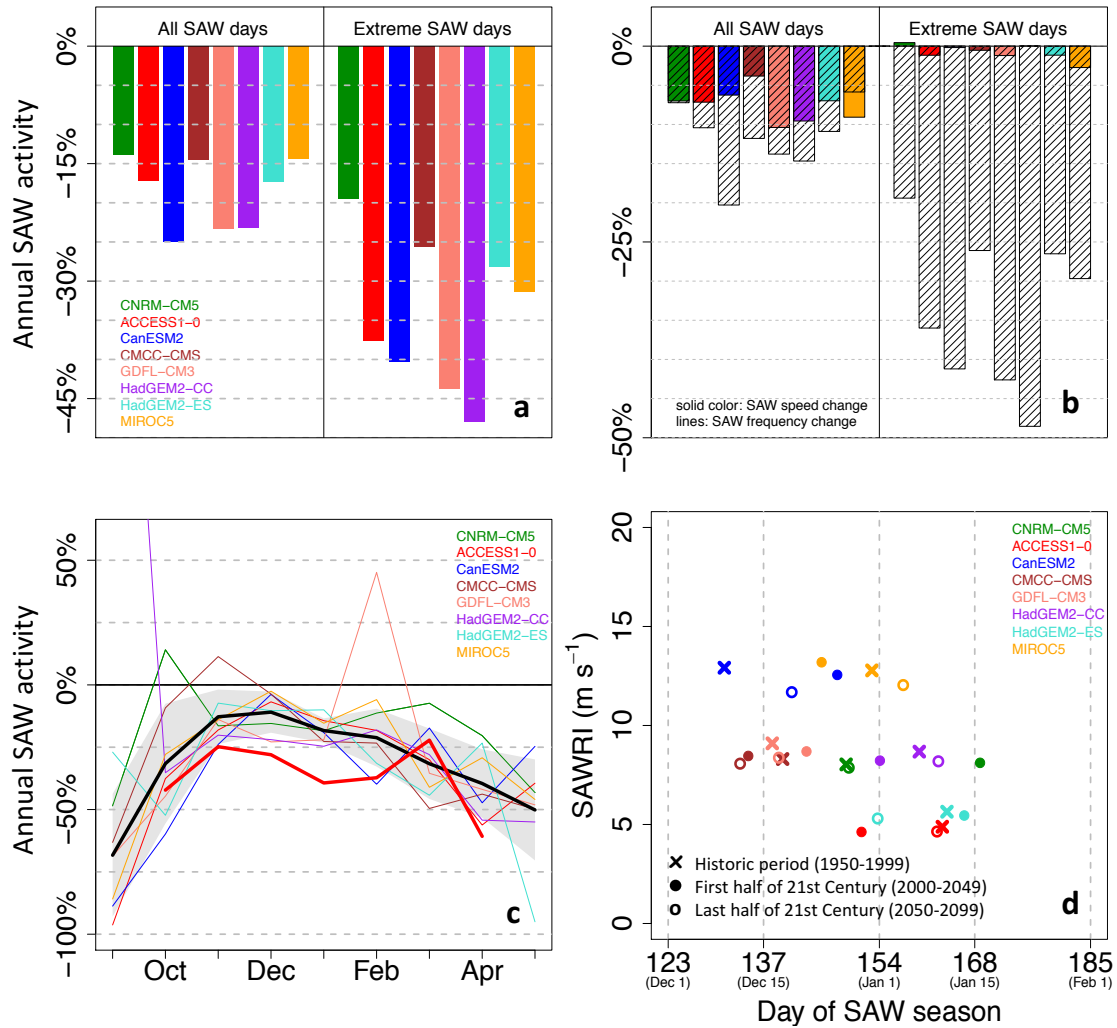 All SAW days
Extreme SAW days
0%
−15%
−30%
−45%
Annual SAW activity
CNRM−CM5
ACCESS1−0
CanESM2
CMCC−CMS
GDFL−CM3
HadGEM2−CC
HadGEM2−ES
MIROC5
a
All SAW days
Extreme SAW days
0%
−25%
−50%
solid color: SAW speed change
lines: SAW frequency change
b
50%
0%
−50%
−100%
Annual SAW activity
CNRM−CM5
ACCESS1−0
CanESM2
CMCC−CMS
GDFL−CM3
HadGEM2−CC
HadGEM2−ES
MIROC5
c
Oct
Dec
Feb
Apr
20
15
10
5
0
SAWRI (m s⁻¹)
CNRM−CM5
ACCESS1−0
CanESM2
CMCC−CMS
GDFL−CM3
HadGEM2−CC
HadGEM2−ES
MIROC5
Historic period (1950-1999)
First half of 21st Century (2000-2049)
Last half of 21st Century (2050-2099)
d
123 137 154 168 185
(Dec 1) (Dec 15) (Jan 1) (Jan 15) (Feb 1)
Day of SAW season